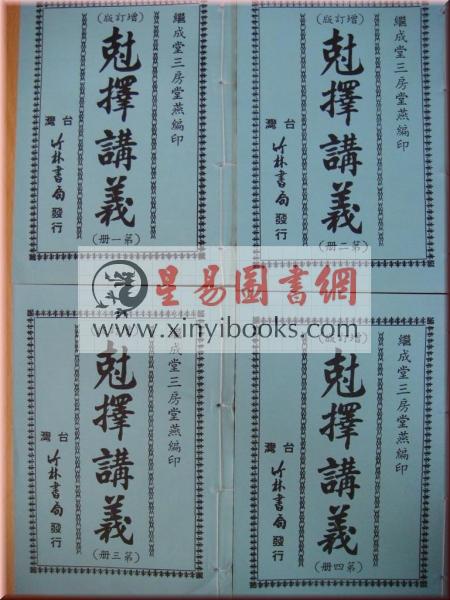 (增訂版)
繼成堂三房堂燕編印
尅擇講義
(第一冊)
台灣
竹林書局發行
(增訂版)
繼成堂三房堂燕編印
尅擇講義
(第二冊)
台灣
竹林書局發行
星易圖書網
www.xinyibooks.com
成堂三房堂燕編印
尅擇講義
(第三冊)
台灣
竹林書局發行
(增訂版)
繼成堂三房堂燕編印
尅擇講義
(第四冊)
台灣
竹林書局發行